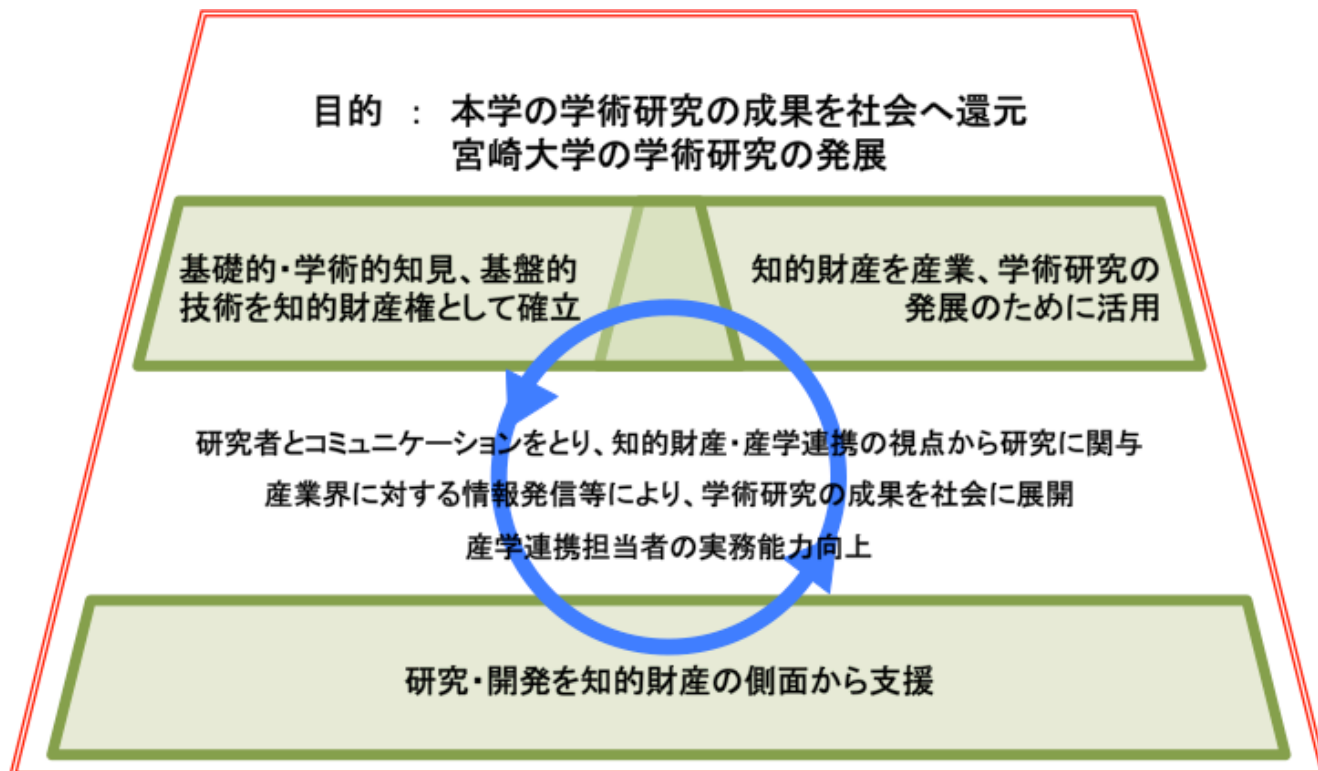 目的 : 本学の学術研究の成果を社会へ還元
宮崎大学の学術研究の発展
基礎的・学術的知見、基盤的
技術を知的財産権として確立
知的財産を産業、学術研究の
発展のために活用
研究者とコミュニケーションをとり、知的財産・産学連携の視点から研究に関与
産業界に対する情報発信等により、学術研究の成果を社会に展開
産学連携担当者の実務能力向上
研究・開発を知的財産の側面から支援